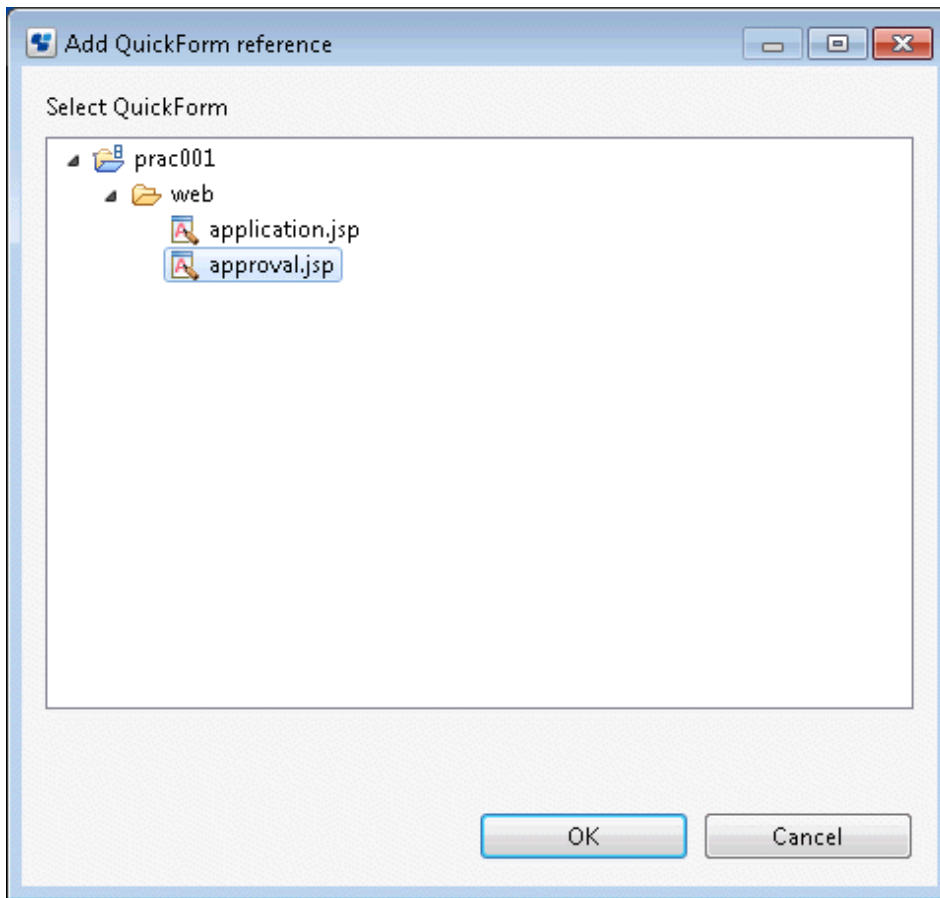 Add QuickForm reference
Select QuickForm
prac001
web
application.jsp
approval.jsp
OK
Cancel